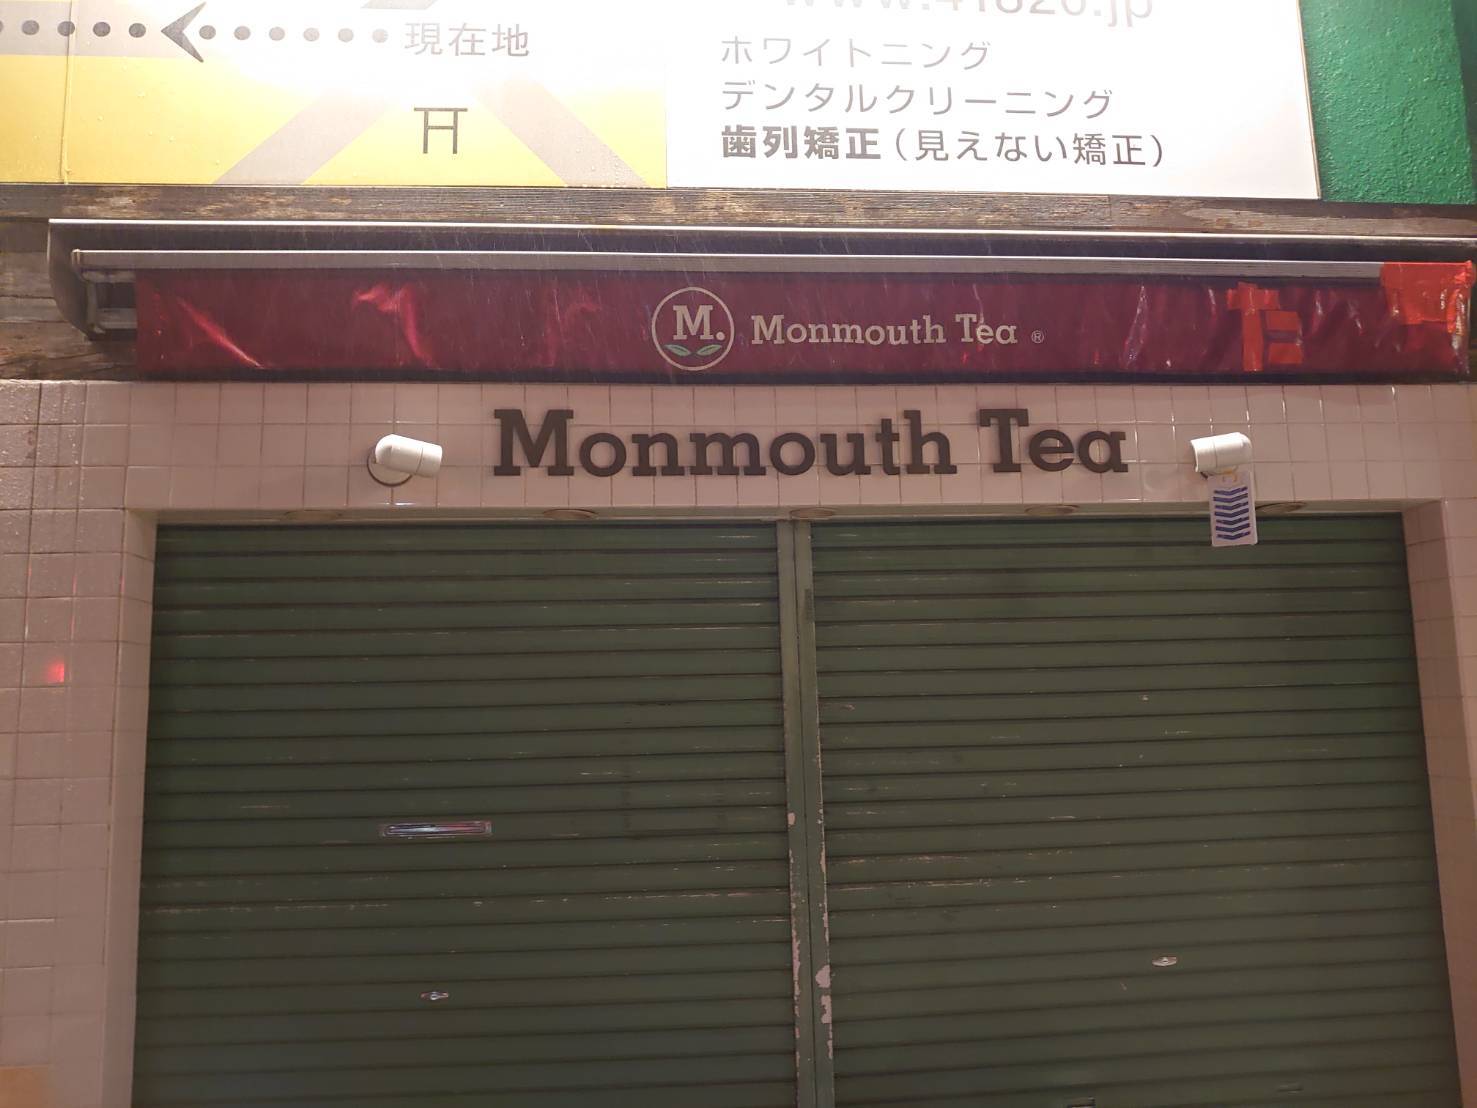 現在地
ホワイトニング
デンタルクリーニング
歯列矯正(見えない矯正)
M. Monmouth Tea ®
Monmouth Tea